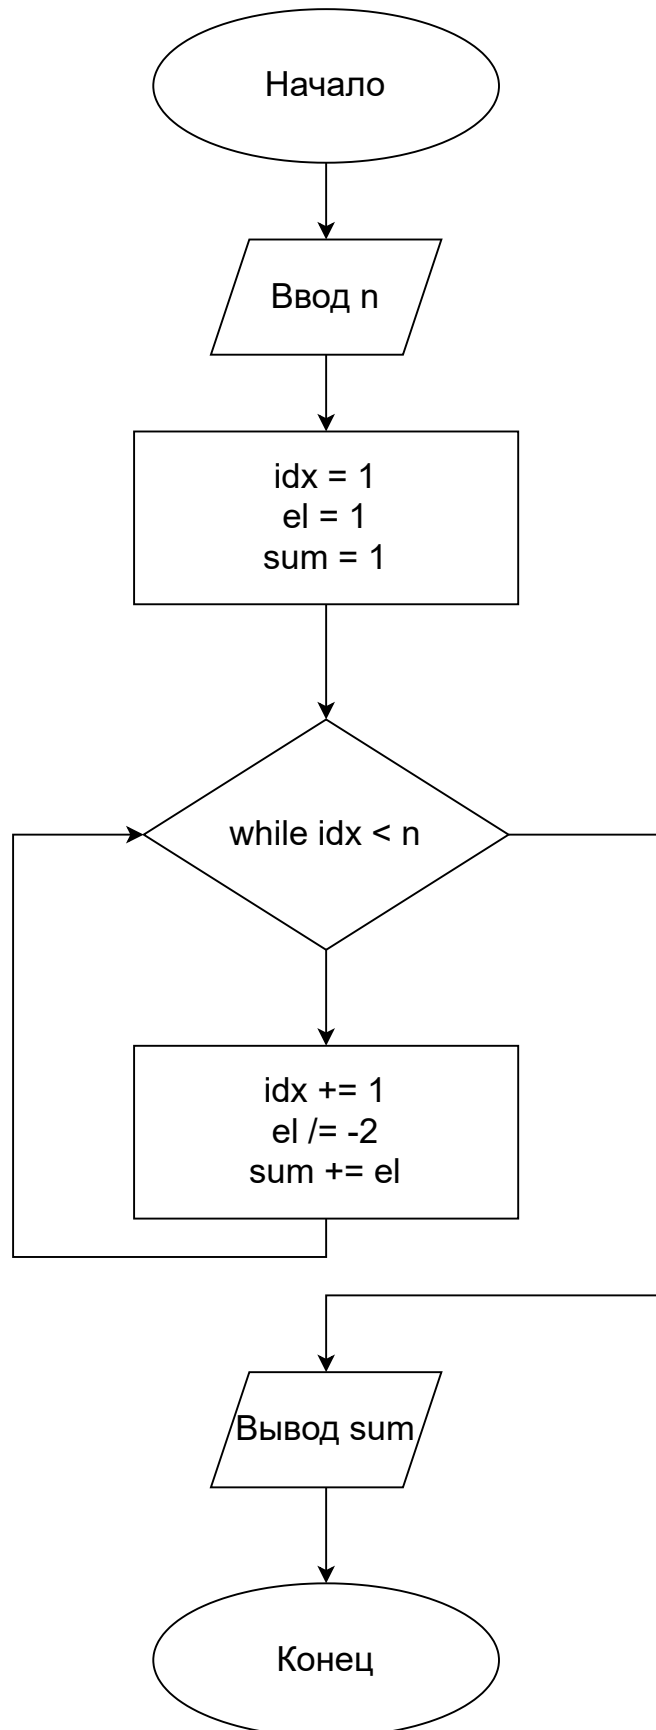 Начало
Ввод n
idx = 1
el = 1
sum = 1
while idx < n
idx += 1
el /= -2
sum += el
Вывод sum
Конец